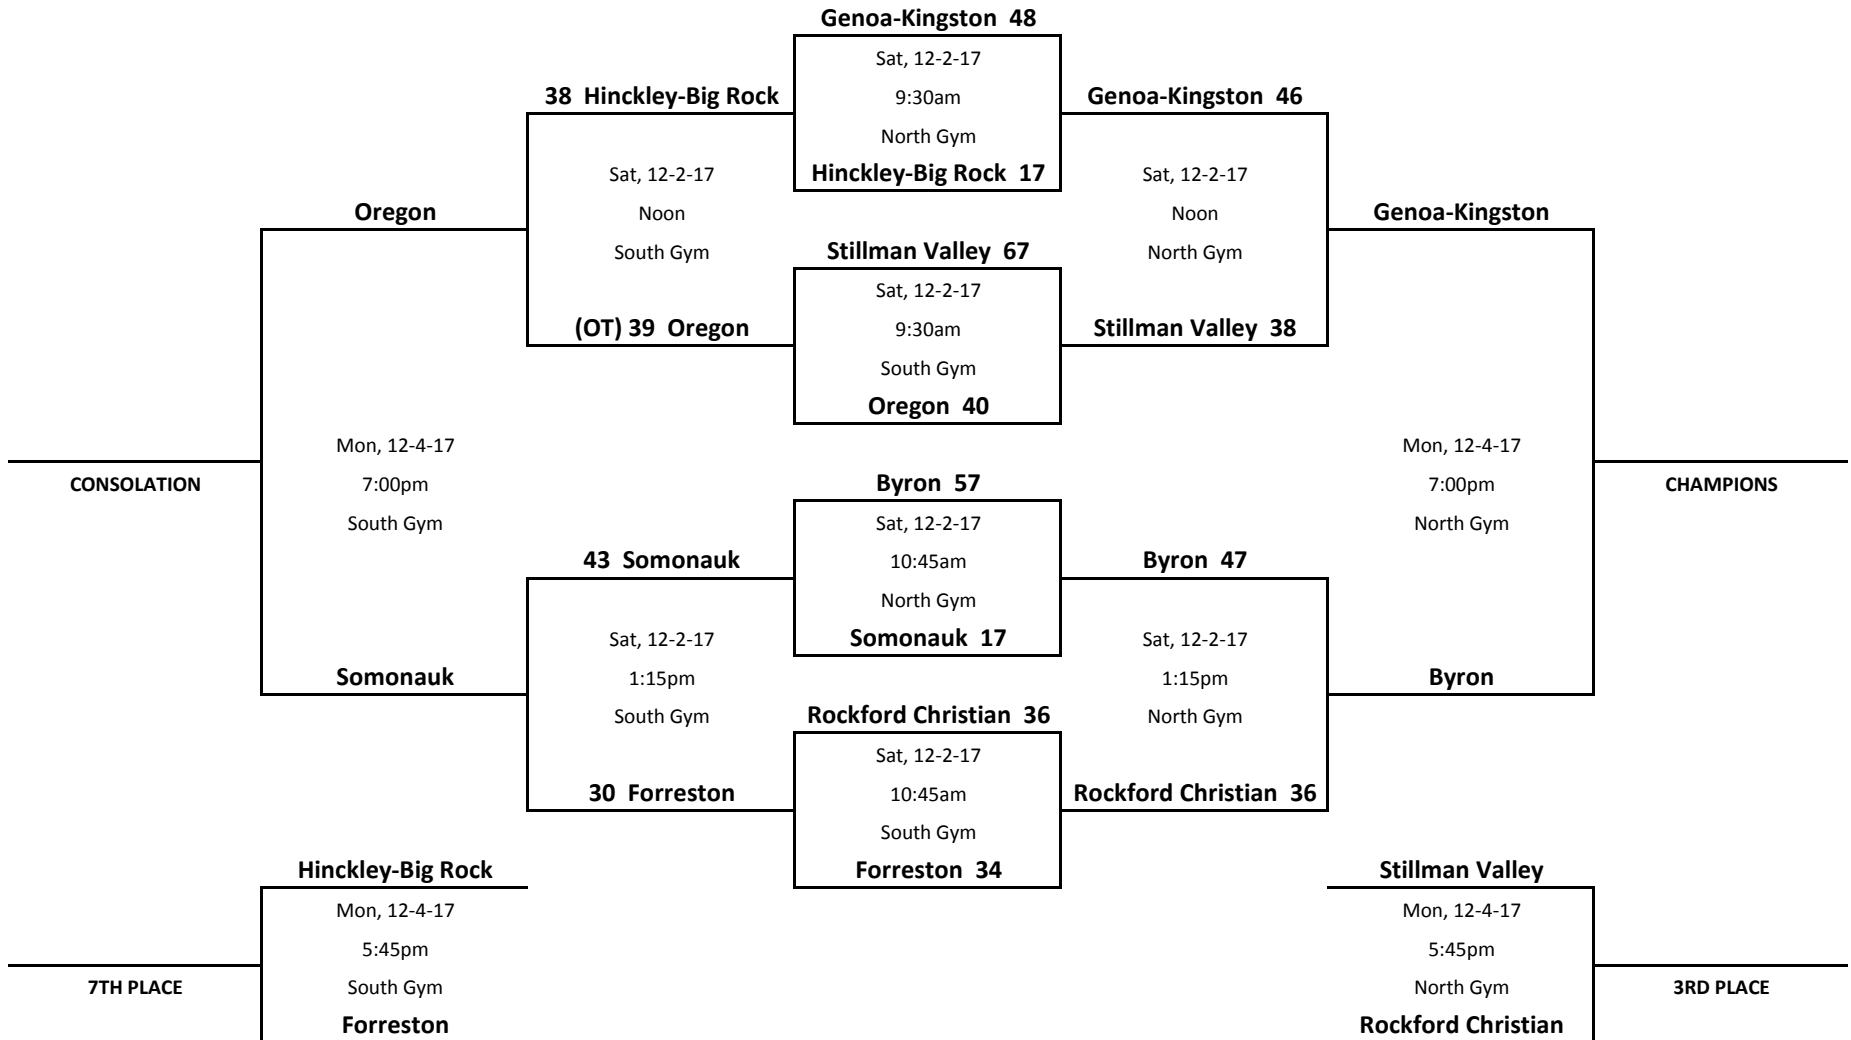 Genoa-Kingston 48
Sat, 12-2-17
38 Hinckley-Big Rock
9:30am
Genoa-Kingston 46
North Gym
Sat, 12-2-17
Hinckley-Big Rock 17
Sat, 12-2-17
Oregon
Noon
Noon
Genoa-Kingston
South Gym
Stillman Valley 67
North Gym
Sat, 12-2-17
(OT) 39 Oregon
9:30am
Stillman Valley 38
South Gym
Oregon 40
Mon, 12-4-17
Mon, 12-4-17
CONSOLATION
7:00pm
Byron 57
7:00pm
CHAMPIONS
South Gym
Sat, 12-2-17
North Gym
43 Somonauk
10:45am
Byron 47
North Gym
Sat, 12-2-17
Somonauk 17
Sat, 12-2-17
Somonauk
1:15pm
1:15pm
Byron
South Gym
Rockford Christian 36
North Gym
Sat, 12-2-17
30 Forreston
10:45am
Rockford Christian 36
South Gym
Hinckley-Big Rock
Forreston 34
Stillman Valley
Mon, 12-4-17
Mon, 12-4-17
5:45pm
5:45pm
7TH PLACE
South Gym
North Gym
3RD PLACE
Forreston
Rockford Christian